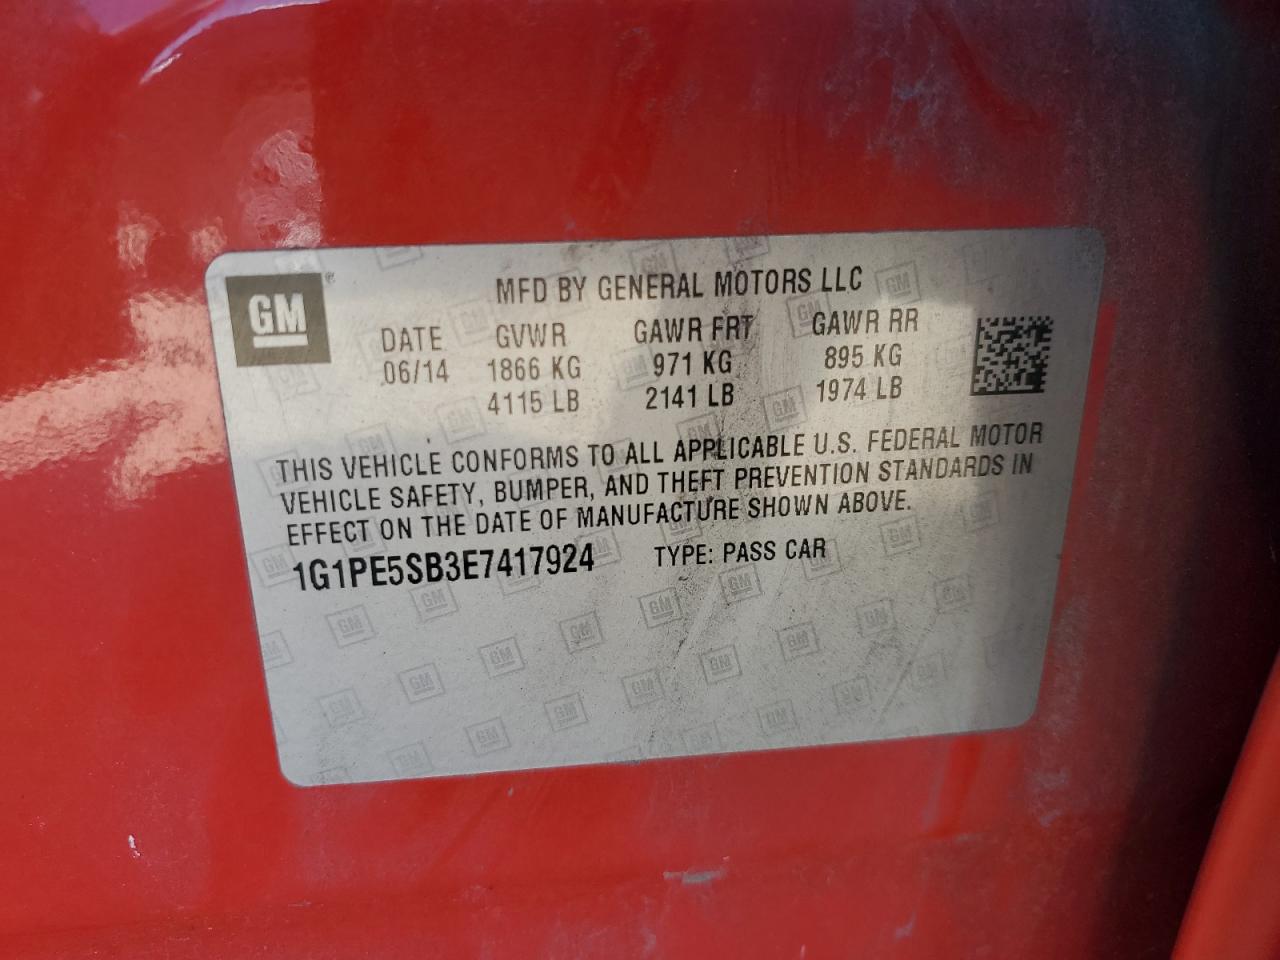 GM
MFD BY GENERAL MOTORS LLC
DATE GVWR GAWR FRT GAWR RR
06/14 1866 KG 971 KG 895 KG
4115 LB 2141 LB 1974 LB
THIS VEHICLE CONFORMS TO ALL APPLICABLE U.S. FEDERAL MOTOR
VEHICLE SAFETY, BUMPER, AND THEFT PREVENTION STANDARDS IN
EFFECT ON THE DATE OF MANUFACTURE SHOWN ABOVE.
1G1PE5SB3E7417924 TYPE: PASS CAR